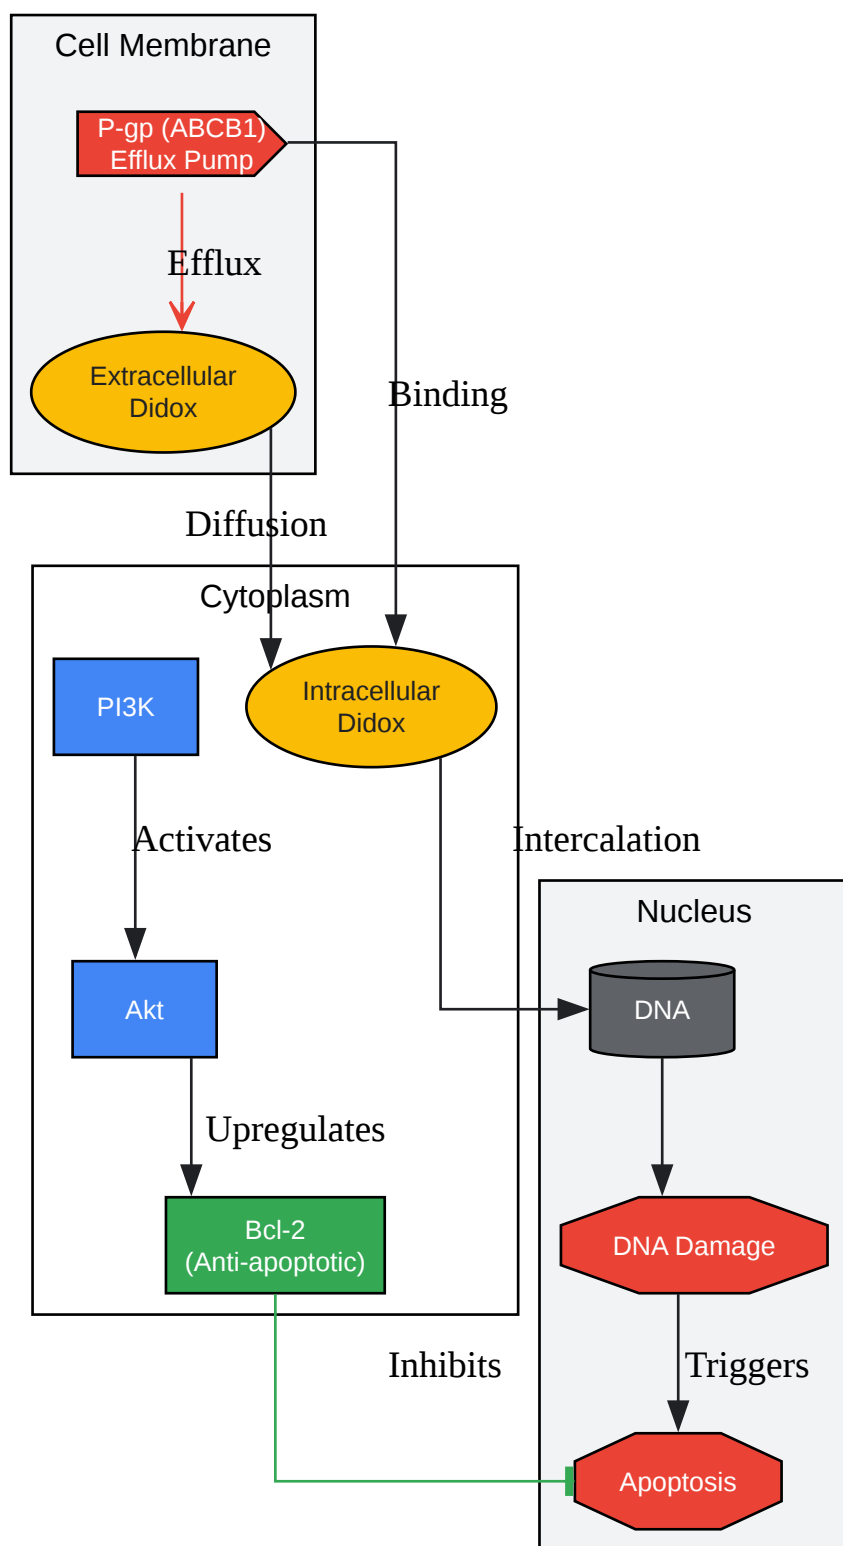 Cell Membrane
P-gp (ABCB1)
Efflux Pump
Efflux
Extracellular
Didox
Binding
Diffusion
Cytoplasm
PI3K
Intracellular
Didox
Activates
Intercalation
Nucleus
Akt
DNA
Upregulates
Bcl-2
(Anti-apoptotic)
DNA Damage
Inhibits
Triggers
Apoptosis